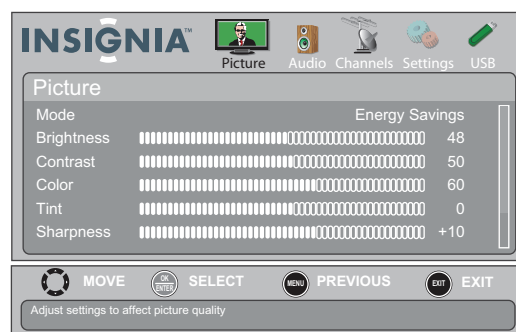 INSIGNIA™
Picture Audio Channels Settings USB
Picture
Mode Energy Savings
Brightness 48
Contrast 50
Color 60
Tint 0
Sharpness +10
MOVE OK ENTER SELECT MENU PREVIOUS EXIT EXIT
Adjust settings to affect picture quality